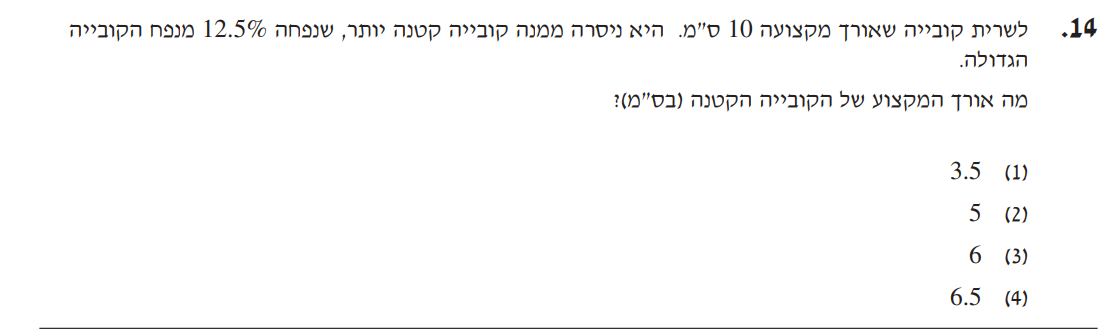 14. לשרית קובייה שאורך מקצועה 10 ס"מ. היא ניסרה ממנה קובייה קטנה יותר, שנפחה 12.5% מנפח הקובייה
הגדולה.
מה אורך המקצוע של הקובייה הקטנה (בס"מ)?
(1) 3.5
(2) 5
(3) 6
(4) 6.5